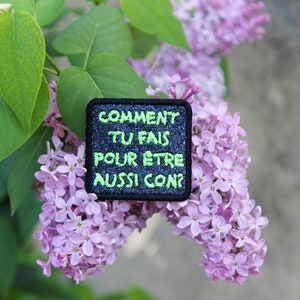 COMMENT
TU FAIS
POUR ÊTRE
AUSSI CON?